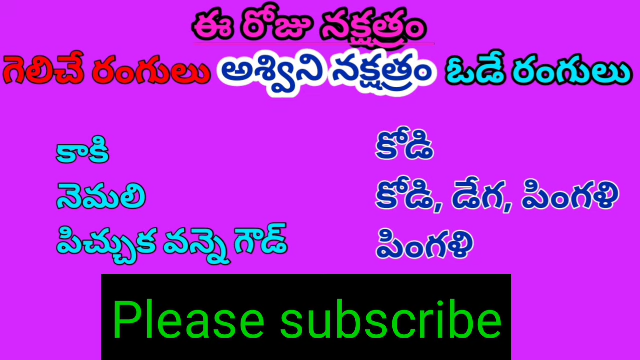 ఈ రోజు నక్షత్రం
గెలిచే రంగులు అశ్విని నక్షత్రం ఓడే రంగులు
కాకి కోడి
నెమలి కోడి, డేగ, పింగళి
పిచ్చుక వన్నె గౌడ్ పింగళి
Please subscribe